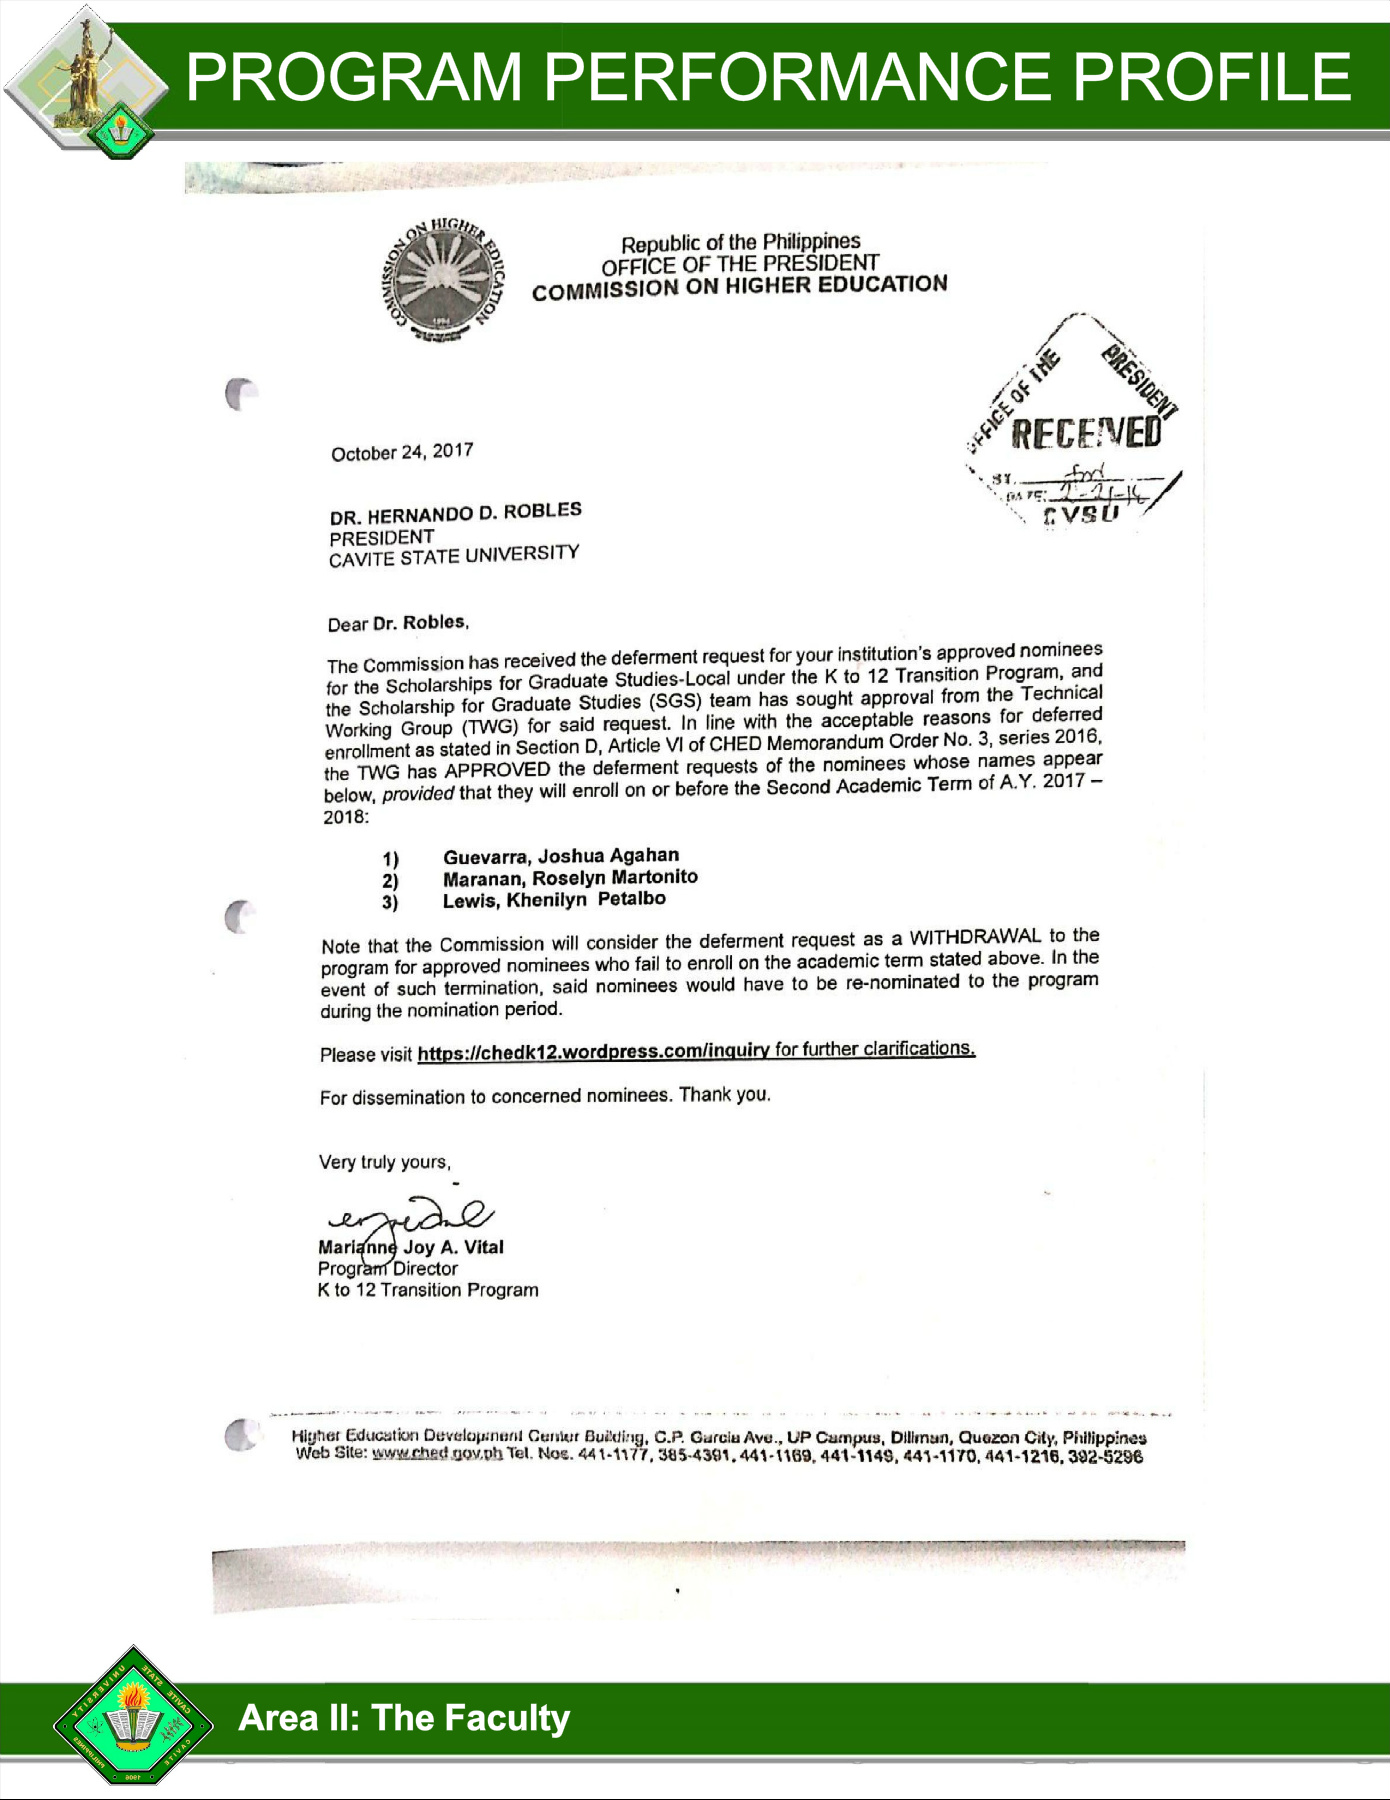 PROGRAM PERFORMANCE PROFILE
COMMISSION ON HIGHER EDUCATION
1994
Republic of the Philippines
OFFICE OF THE PRESIDENT
COMMISSION ON HIGHER EDUCATION
OFFICE OF THE PRESIDENT
RECEIVED
BY.
DATE:
CVSU
October 24, 2017
DR. HERNANDO D. ROBLES
PRESIDENT
CAVITE STATE UNIVERSITY
Dear Dr. Robles,
The Commission has received the deferment request for your institution's approved nominees
for the Scholarships for Graduate Studies-Local under the K to 12 Transition Program, and
the Scholarship for Graduate Studies (SGS) team has sought approval from the Technical
Working Group (TWG) for said request. In line with the acceptable reasons for deferred
enrollment as stated in Section D, Article VI of CHED Memorandum Order No. 3, series 2016,
the TWG has APPROVED the deferment requests of the nominees whose names appear
below, provided that they will enroll on or before the Second Academic Term of A.Y. 2017 –
2018:
1) Guevarra, Joshua Agahan
2) Maranan, Roselyn Martonito
3) Lewis, Khenilyn Petalbo
Note that the Commission will consider the deferment request as a WITHDRAWAL to the
program for approved nominees who fail to enroll on the academic term stated above. In the
event of such termination, said nominees would have to be re-nominated to the program
during the nomination period.
Please visit https://chedk12.wordpress.com/inquiry for further clarifications.
For dissemination to concerned nominees. Thank you.
Very truly yours,
Marianne Joy A. Vital
Program Director
K to 12 Transition Program
Higher Education Development Center Building, C.P. Garcia Ave., UP Campus, Diliman, Quezon City, Philippines
Web Site: www.ched.gov.ph Tel. Nos. 441-1177, 385-4391, 441-1169, 441-1149, 441-1170, 441-1216, 392-5296
CAVITE STATE UNIVERSITY
CAVITE PHILIPPINES
1906
Area II: The Faculty